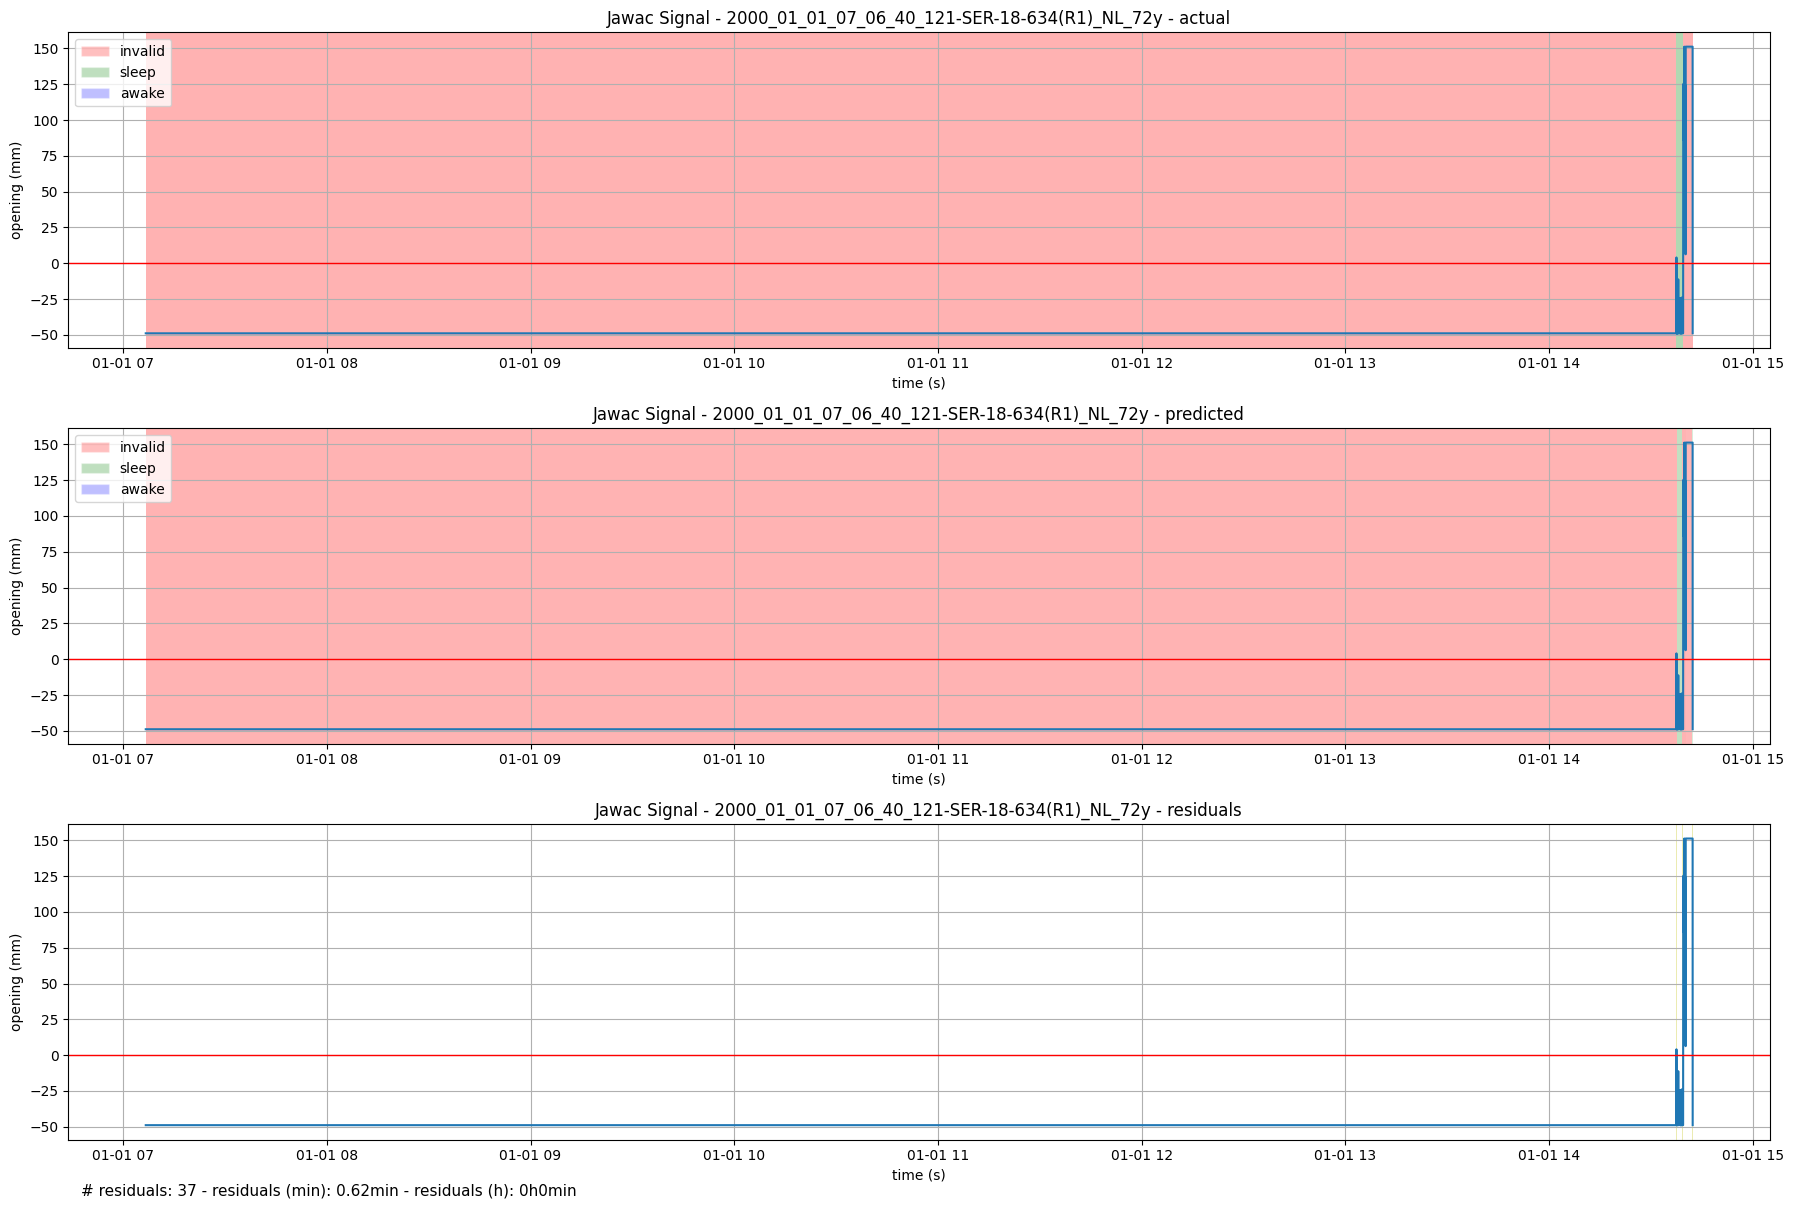 Jawac Signal - 2000_01_01_07_06_40_121-SER-18-634(R1)_NL_72y - actual
invalid
sleep
awake
opening (mm)
150
125
100
75
50
25
0
−25
−50
01-01 07 01-01 08 01-01 09 01-01 10 01-01 11 01-01 12 01-01 13 01-01 14 01-01 15
time (s)
Jawac Signal - 2000_01_01_07_06_40_121-SER-18-634(R1)_NL_72y - predicted
invalid
sleep
awake
opening (mm)
150
125
100
75
50
25
0
−25
−50
01-01 07 01-01 08 01-01 09 01-01 10 01-01 11 01-01 12 01-01 13 01-01 14 01-01 15
time (s)
Jawac Signal - 2000_01_01_07_06_40_121-SER-18-634(R1)_NL_72y - residuals
opening (mm)
150
125
100
75
50
25
0
−25
−50
01-01 07 01-01 08 01-01 09 01-01 10 01-01 11 01-01 12 01-01 13 01-01 14 01-01 15
time (s)
# residuals: 37 - residuals (min): 0.62min - residuals (h): 0h0min